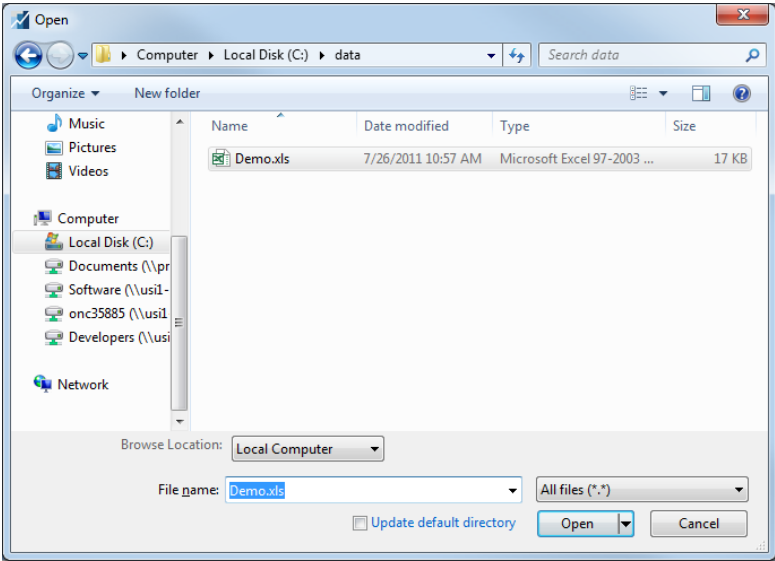 Open
Computer Local Disk (C:) data Search data
Organize New folder
Name Date modified Type Size
Demo.xls 7/26/2011 10:57 AM Microsoft Excel 97-2003 ... 17 KB
Music
Pictures
Videos
Computer
Local Disk (C:)
Documents (\\pr
Software (\\usi1-
onc35885 (\\usi1
Developers (\\usi
Network
Browse Location: Local Computer
File name: Demo.xls All files (*.*)
Update default directory Open Cancel